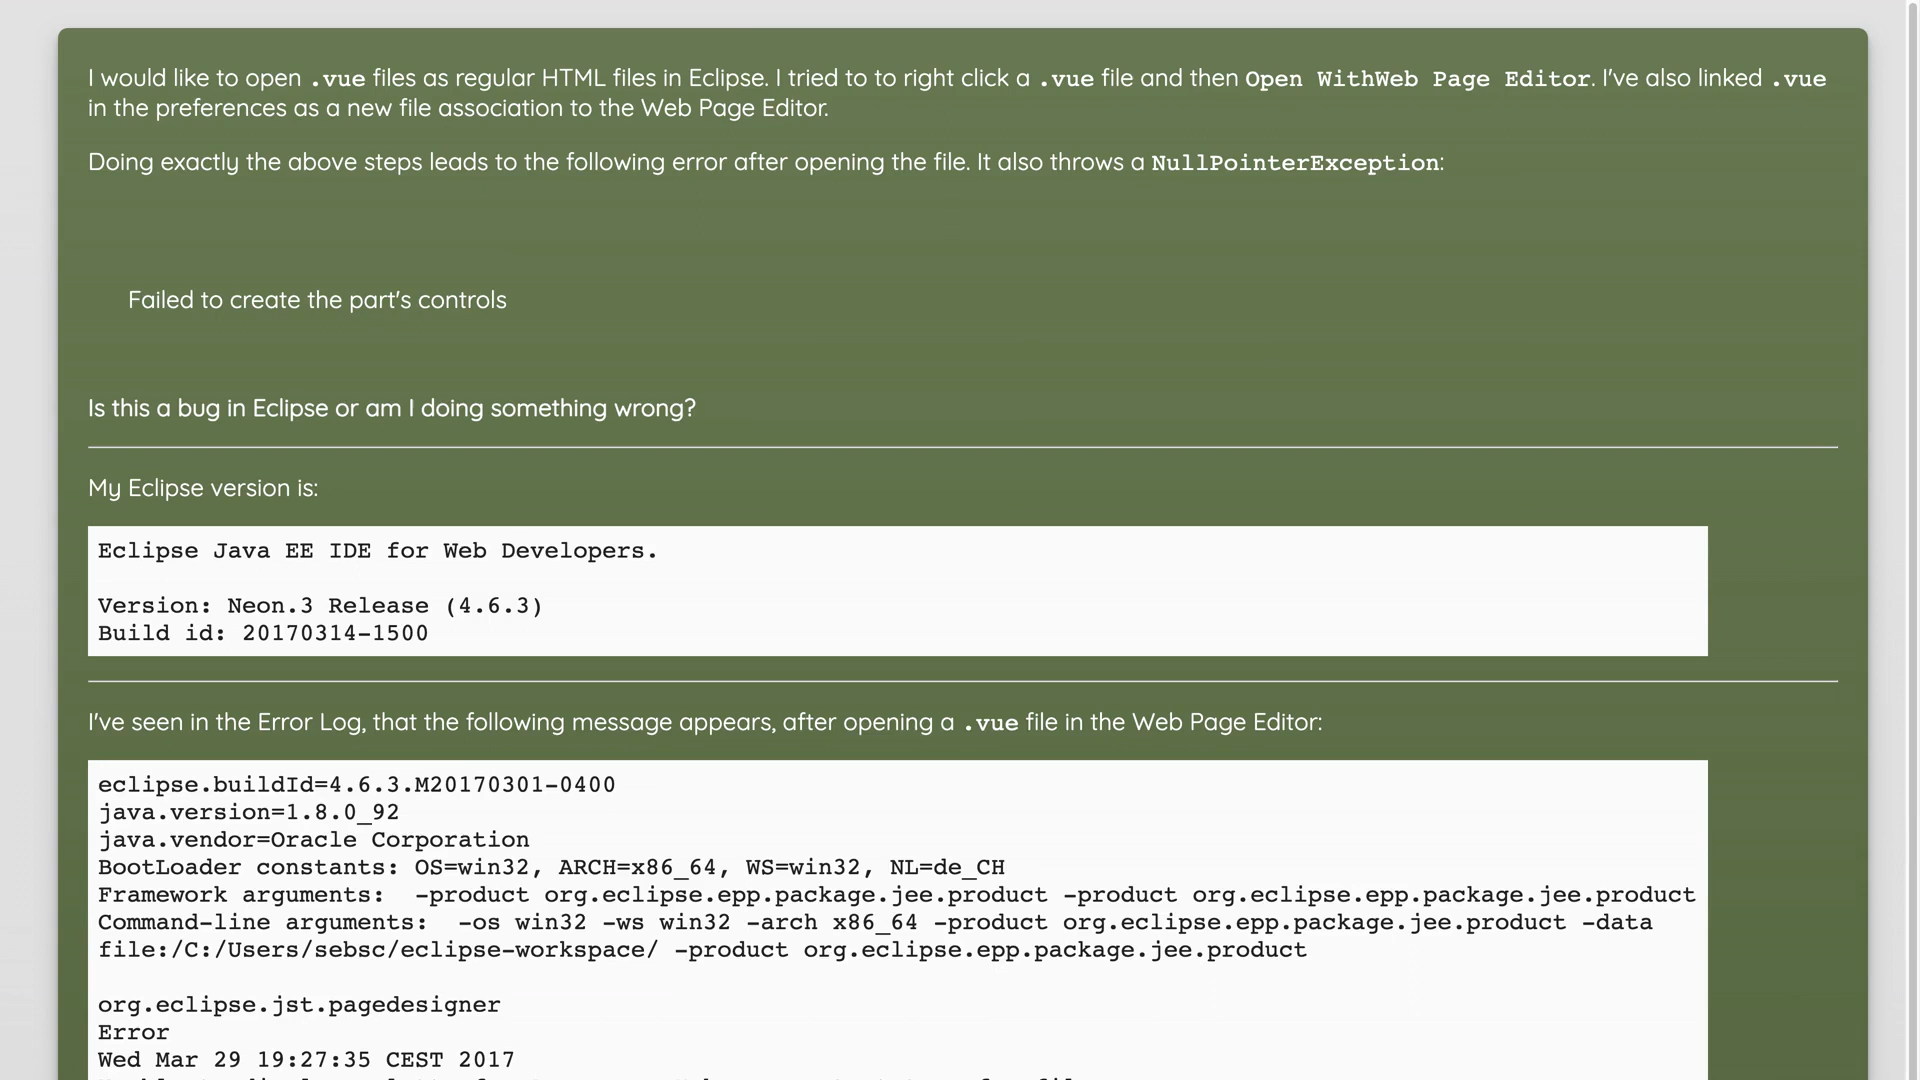 I would like to open .vue files as regular HTML files in Eclipse. I tried to to right click a .vue file and then Open WithWeb Page Editor. I've also linked .vue
in the preferences as a new file association to the Web Page Editor.
Doing exactly the above steps leads to the following error after opening the file. It also throws a NullPointerException:
Failed to create the part's controls
Is this a bug in Eclipse or am I doing something wrong?
My Eclipse version is:
Eclipse Java EE IDE for Web Developers.
Version: Neon.3 Release (4.6.3)
Build id: 20170314-1500
I've seen in the Error Log, that the following message appears, after opening a .vue file in the Web Page Editor:
eclipse.buildId=4.6.3.M20170301-0400
java.version=1.8.0_92
java.vendor=Oracle Corporation
BootLoader constants: OS=win32, ARCH=x86_64, WS=win32, NL=de_CH
Framework arguments:  -product org.eclipse.epp.package.jee.product -product org.eclipse.epp.package.jee.product
Command-line arguments:  -os win32 -ws win32 -arch x86_64 -product org.eclipse.epp.package.jee.product -data
file:/C:/Users/sebsc/eclipse-workspace/ -product org.eclipse.epp.package.jee.product
org.eclipse.jst.pagedesigner
Error
Wed Mar 29 19:27:35 CEST 2017